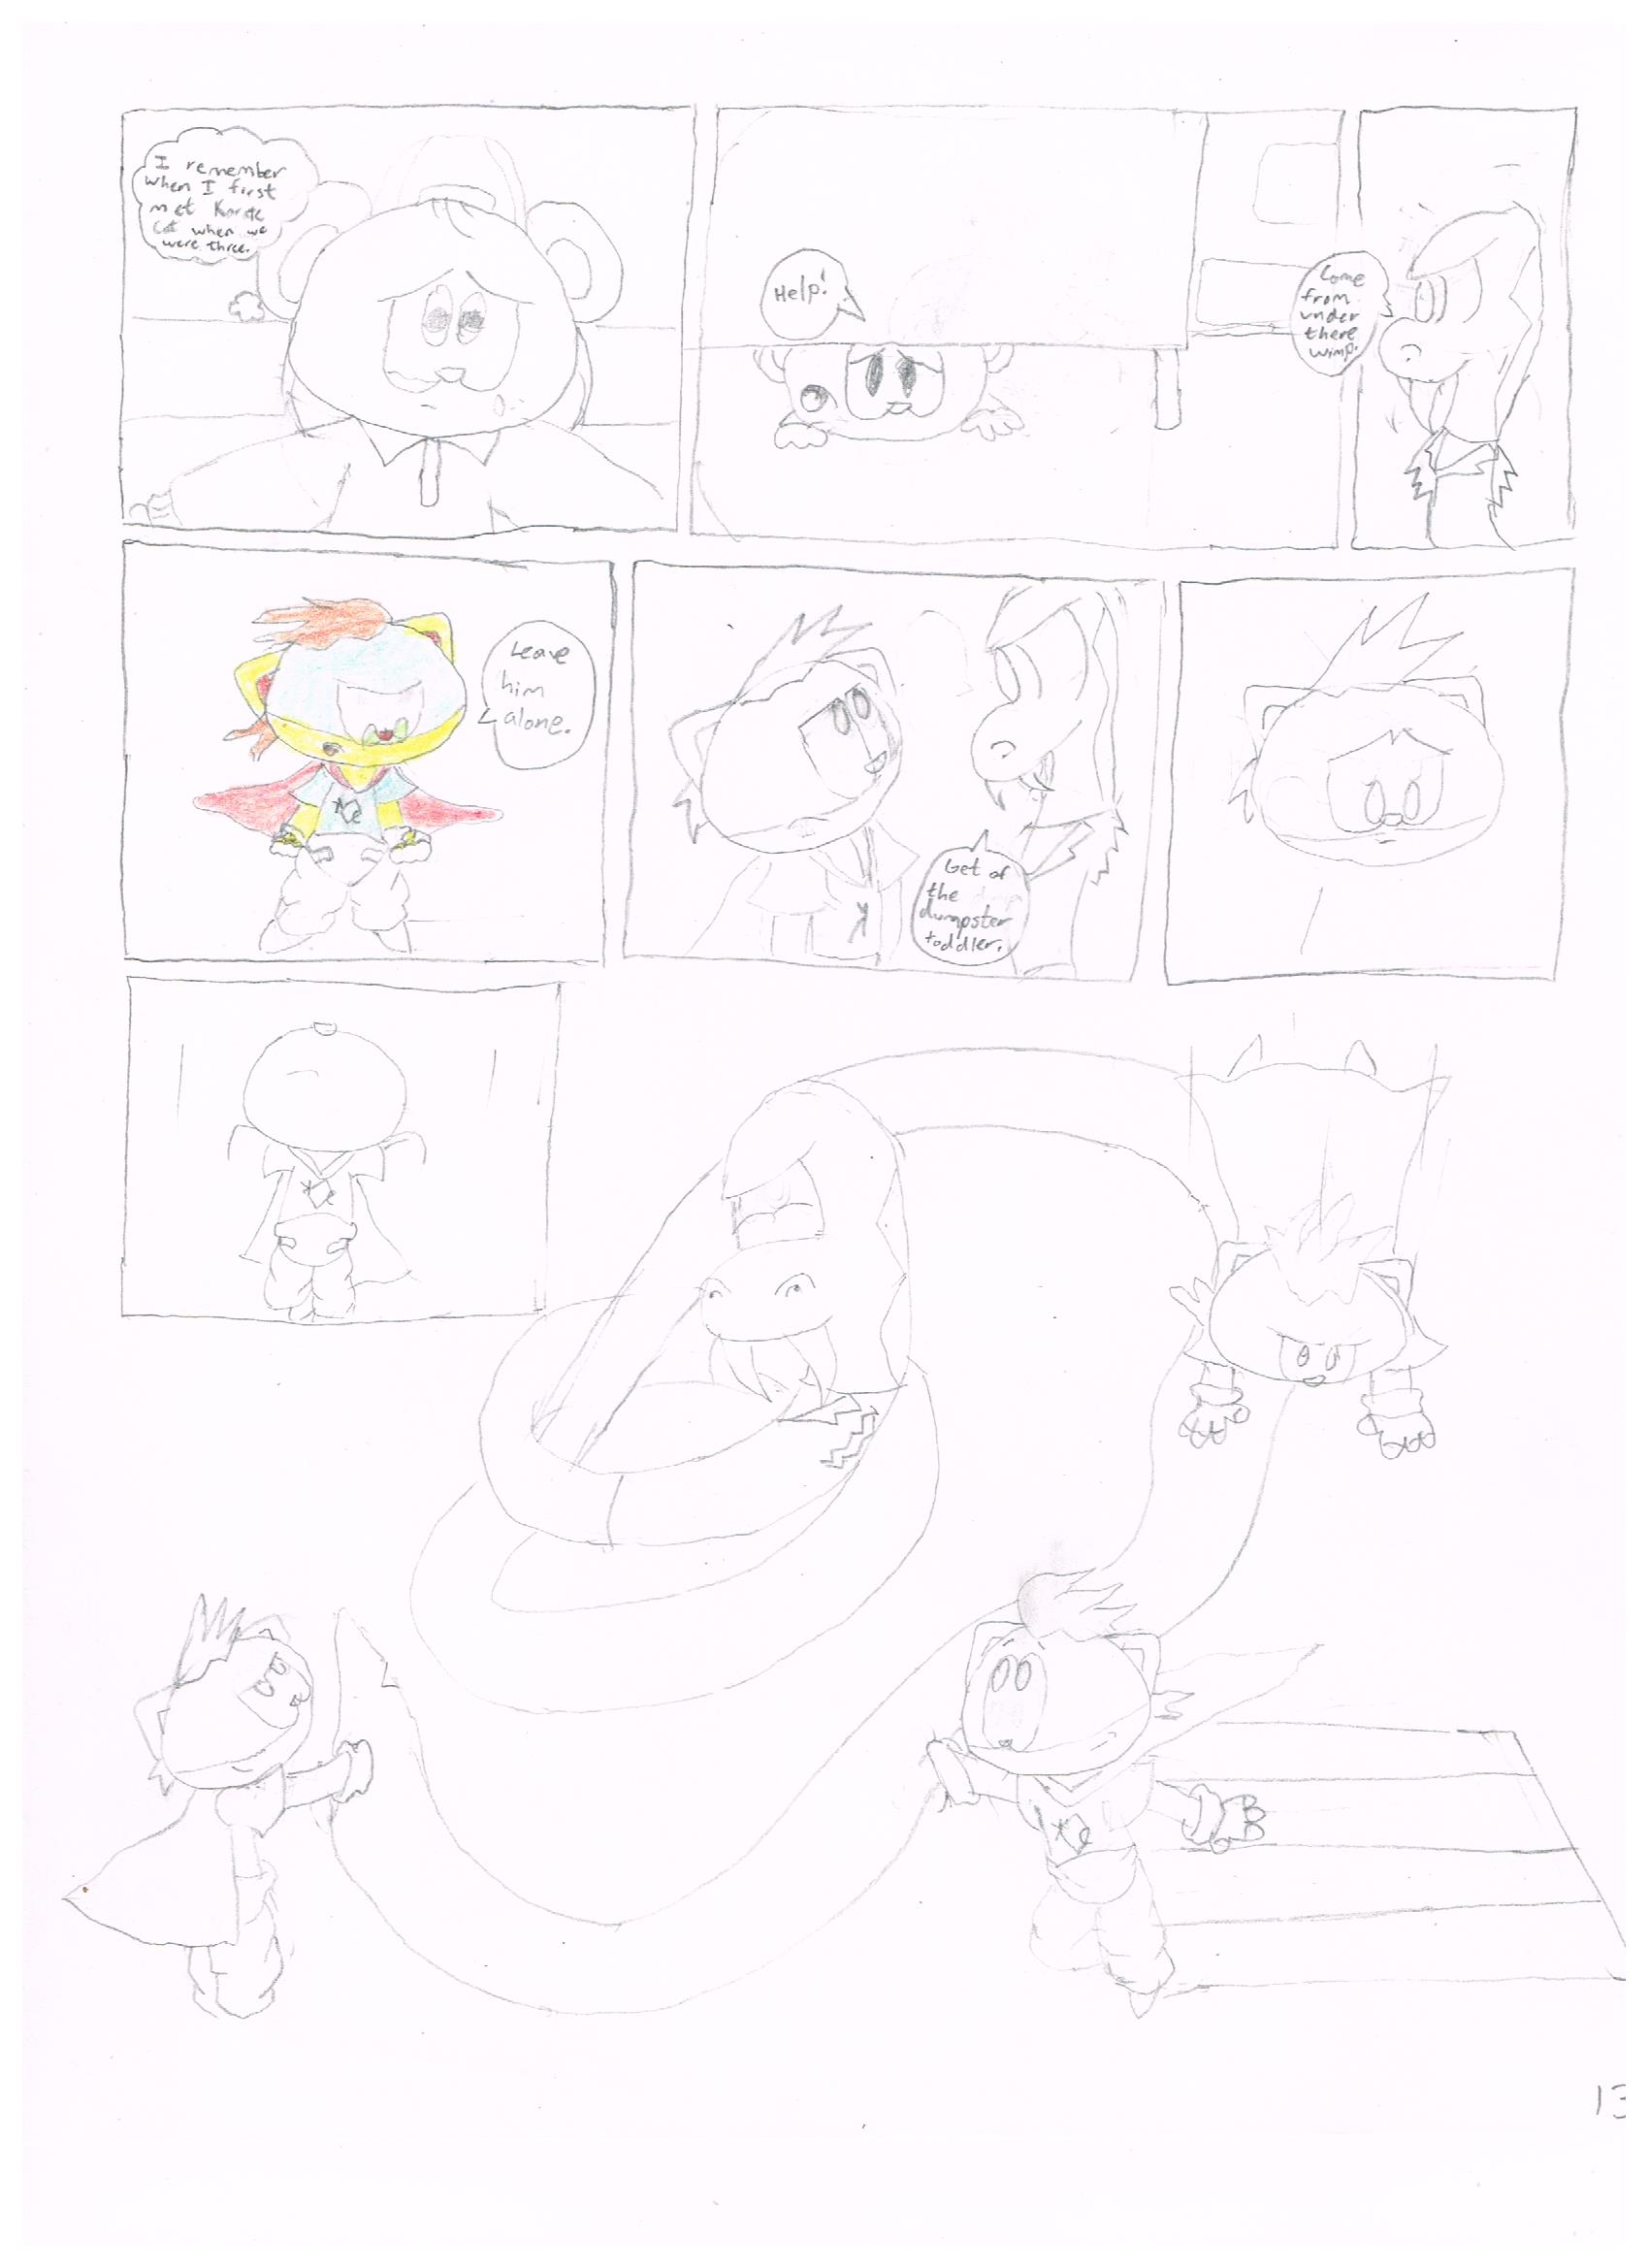 I remember
when I first
met Karate
Cat when we
were three.
Help!
Come
from
under
there
wimp.
Leave
him
alone.
Get of
the
dumpster
toddler.
K
13